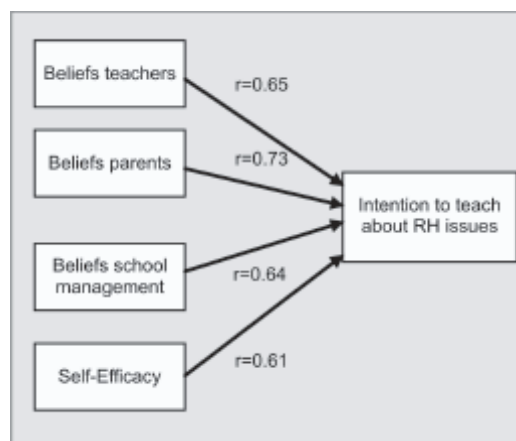 Beliefs teachers
r=0.65
Beliefs parents
r=0.73
Intention to teach
about RH issues
Beliefs school
management
r=0.64
Self-Efficacy
r=0.61